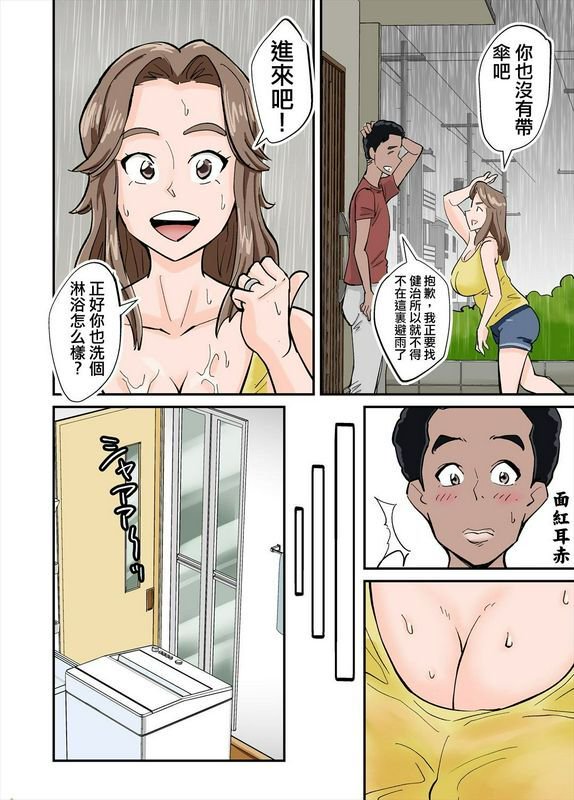 你也沒有帶
傘吧
抱歉，我正要找
健治所以就不得
不在這裏避雨了
進來吧！
正好你也洗個
淋浴怎么樣？
面紅耳赤
シャアアア〜ッ